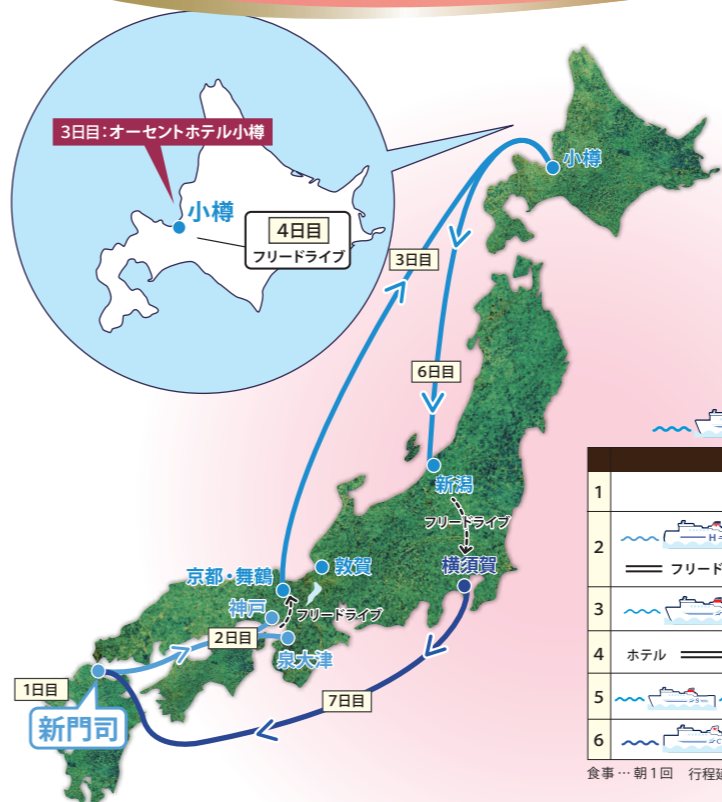 3日目:オーセントホテル小樽
小樽
4日目
フリードライブ
小樽
3日目
6日目
新潟
フリードライブ
横須賀
敦賀
京都・舞鶴
神戸
フリードライブ
2日目
泉大津
1日目
新門司
7日目
1
2
H
フリード
3
4 ホテル
5
6
食事…朝1回 行程